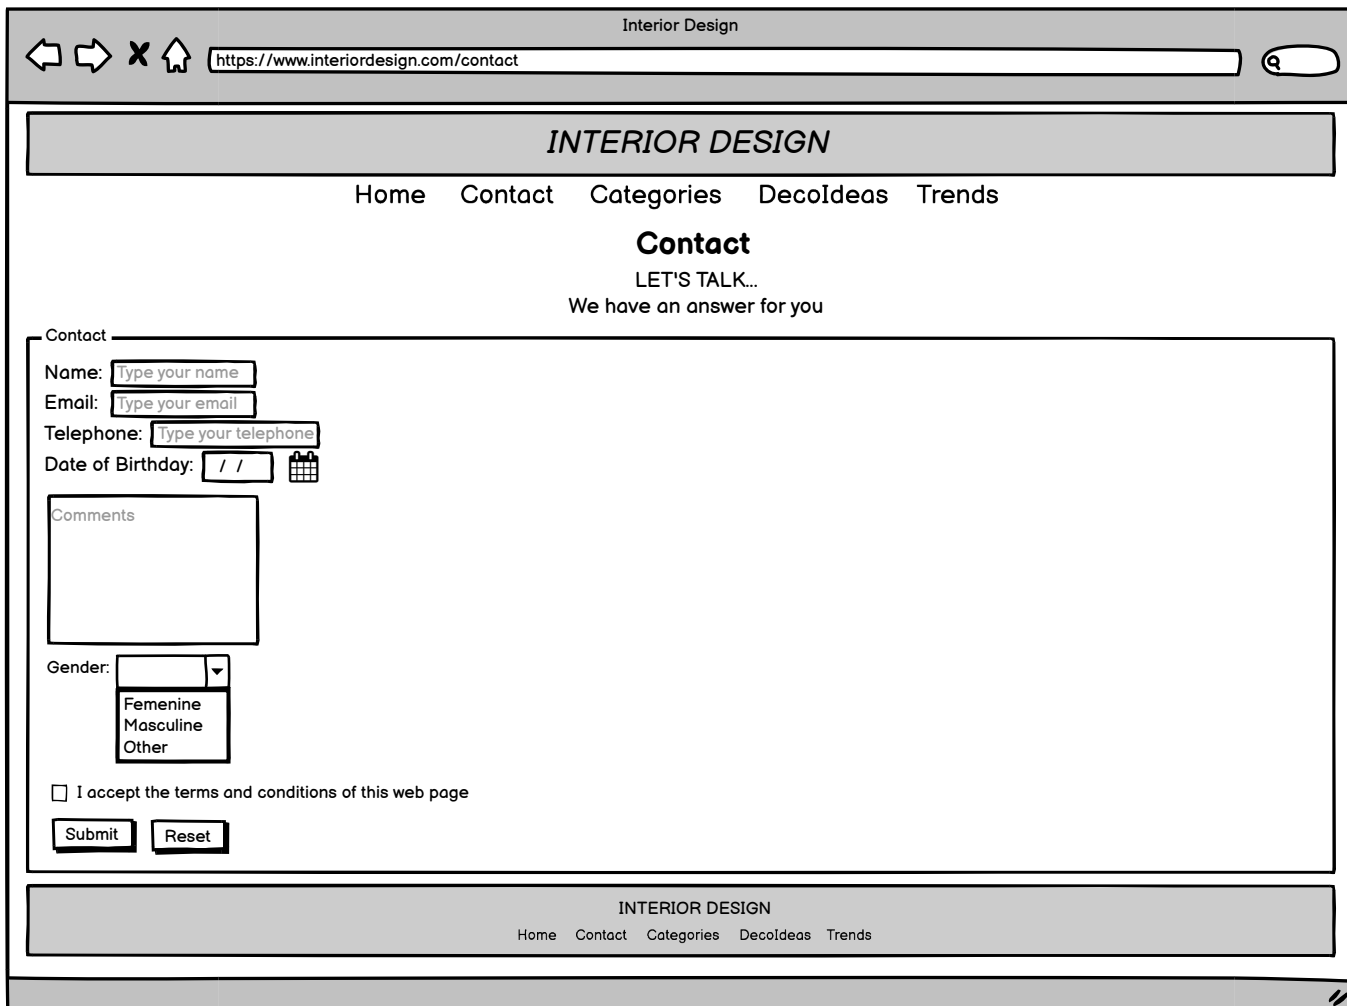 Interior Design
https://www.interiordesign.com/contact
INTERIOR DESIGN
Home Contact Categories DecoIdeas Trends
Contact
LET'S TALK...
We have an answer for you
Contact
Name: Type your name
Email: Type your email
Telephone: Type your telephone
Date of Birthday: / /
Comments
Gender:
Femenine
Masculine
Other
I accept the terms and conditions of this web page
Submit Reset
INTERIOR DESIGN
Home Contact Categories DecoIdeas Trends